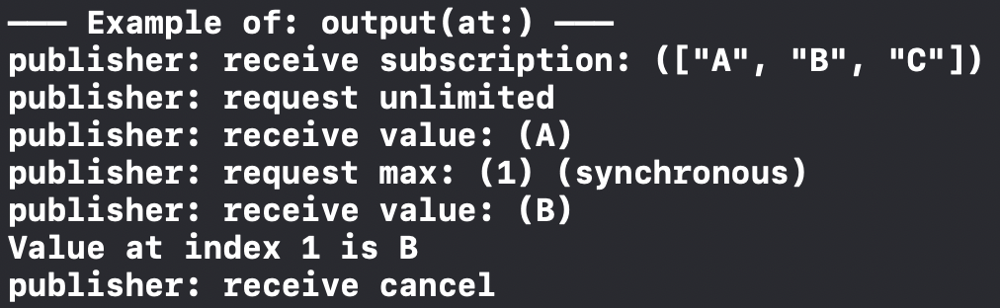 ——— Example of: output(at:) ———
publisher: receive subscription: (["A", "B", "C"])
publisher: request unlimited
publisher: receive value: (A)
publisher: request max: (1) (synchronous)
publisher: receive value: (B)
Value at index 1 is B
publisher: receive cancel